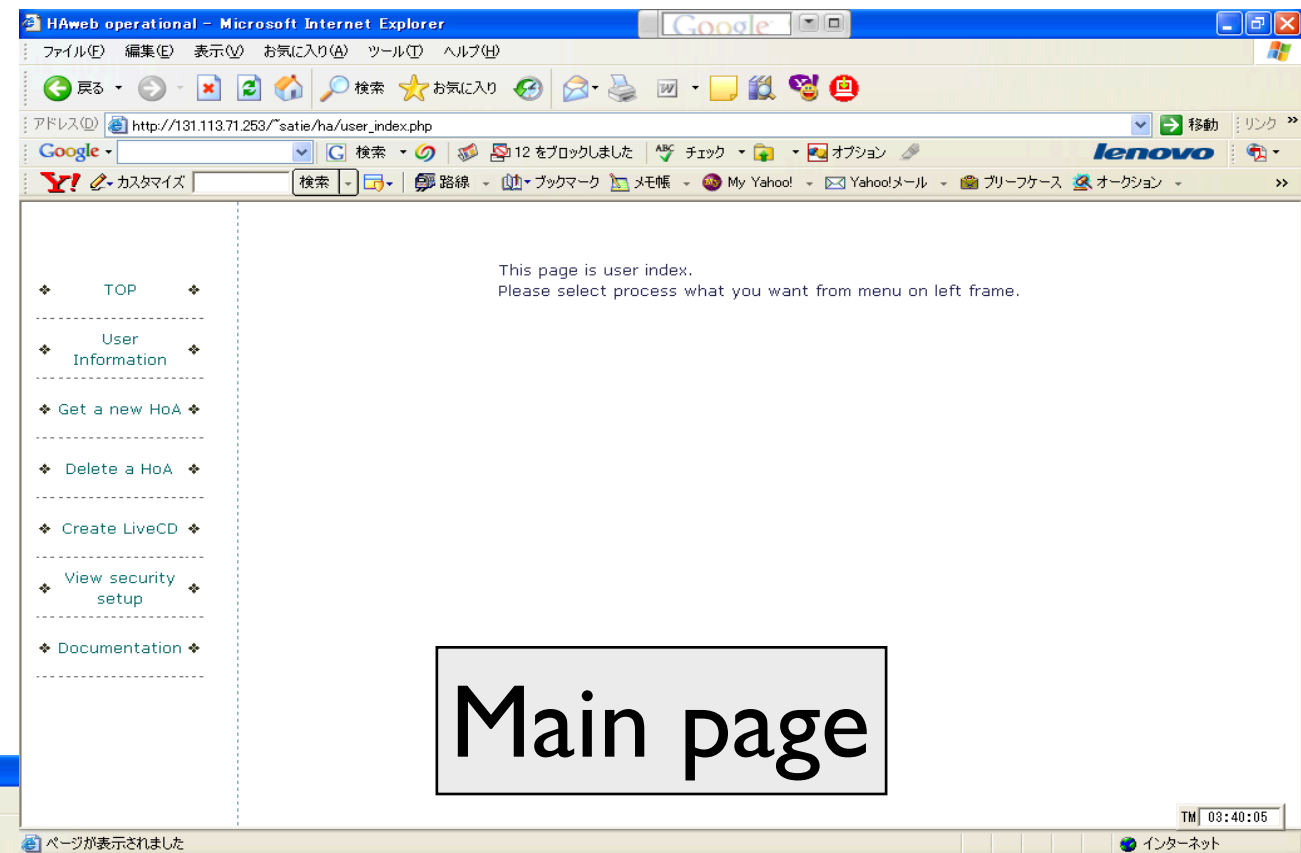 HAweb operational - Microsoft Internet Explorer
Google
ファイル(F) 編集(E) 表示(V) お気に入り(A) ツール(T) ヘルプ(H)
戻る 検索 お気に入り
アドレス(D) http://131.113.71.253/~satie/ha/user_index.php 移動 リンク »
Google 検索 12 をブロックしました ABC チェック オプション lenovo
Y! カスタマイズ 検索 路線 ブックマーク メモ帳 My Yahoo! Yahoo!メール ブリーフケース オークション »
This page is user index.
Please select process what you want from menu on left frame.
TOP
User
Information
Get a new HoA
Delete a HoA
Create LiveCD
View security
setup
Documentation
Main page
TM 03:40:05
ページが表示されました インターネット